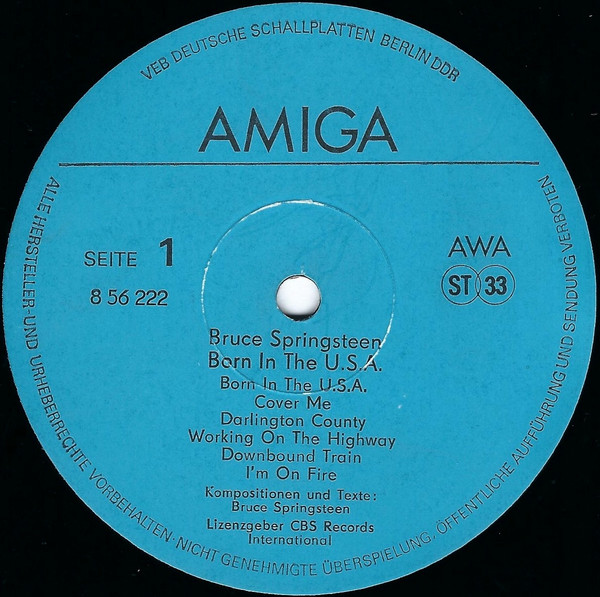 VEB DEUTSCHE SCHALLPLATTEN BERLIN DDR
AMIGA
SEITE 1
8 56 222
AWA
ST 33
Bruce Springsteen
Born In The U.S.A.
Born In The U.S.A.
Cover Me
Darlington County
Working On The Highway
Downbound Train
I'm On Fire
Kompositionen und Texte:
Bruce Springsteen
Lizenzgeber CBS Records
International
ALLE HERSTELLER- UND URHEBERRECHTE VORBEHALTEN · NICHT GENEHMIGTE ÜBERSPIELUNG, ÖFFENTLICHE AUFFÜHRUNG UND SENDUNG VERBOTEN